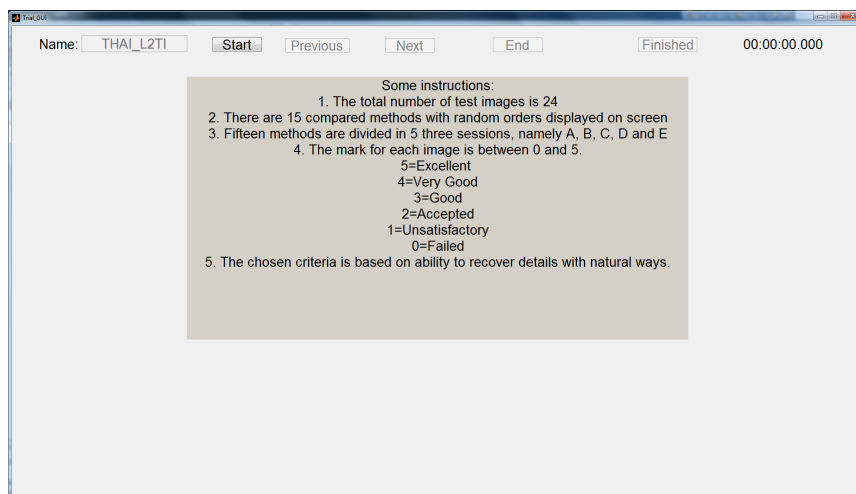 Trial_GUI
Name: THAI_L2TI Start Previous Next End Finished 00:00:00.000
Some instructions:
1. The total number of test images is 24
2. There are 15 compared methods with random orders displayed on screen
3. Fifteen methods are divided in 5 three sessions, namely A, B, C, D and E
4. The mark for each image is between 0 and 5.
5=Excellent
4=Very Good
3=Good
2=Accepted
1=Unsatisfactory
0=Failed
5. The chosen criteria is based on ability to recover details with natural ways.